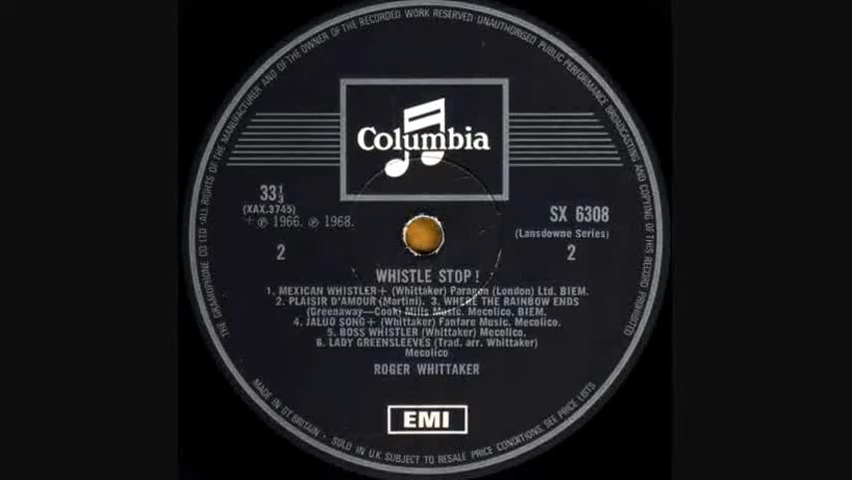 THE GRAMOPHONE CO LTD · ALL RIGHTS OF THE MANUFACTURER AND OF THE OWNER OF THE RECORDED WORK RESERVED UNAUTHORISED PUBLIC PERFORMANCE BROADCASTING AND COPYING OF THIS RECORD PROHIBITED
Columbia
33⅓
(XAX.3745)
+ ℗ 1966. ℗ 1968.
2
SX 6308
(Lansdowne Series)
2
WHISTLE STOP!
1. MEXICAN WHISTLER+ (Whittaker) Paragon (London) Ltd. BIEM.
2. PLAISIR D'AMOUR (Martini). 3. WHERE THE RAINBOW ENDS
(Greenaway—Cook) Mills Music. Mecolico. BIEM.
4. JALUO SONG+ (Whittaker) Fanfare Music. Mecolico.
5. BOSS WHISTLER (Whittaker) Mecolico.
6. LADY GREENSLEEVES (Trad. arr. Whittaker)
Mecolico
ROGER WHITTAKER
EMI
MADE IN GT BRITAIN · SOLD IN U.K. SUBJECT TO RESALE PRICE CONDITIONS, SEE PRICE LISTS